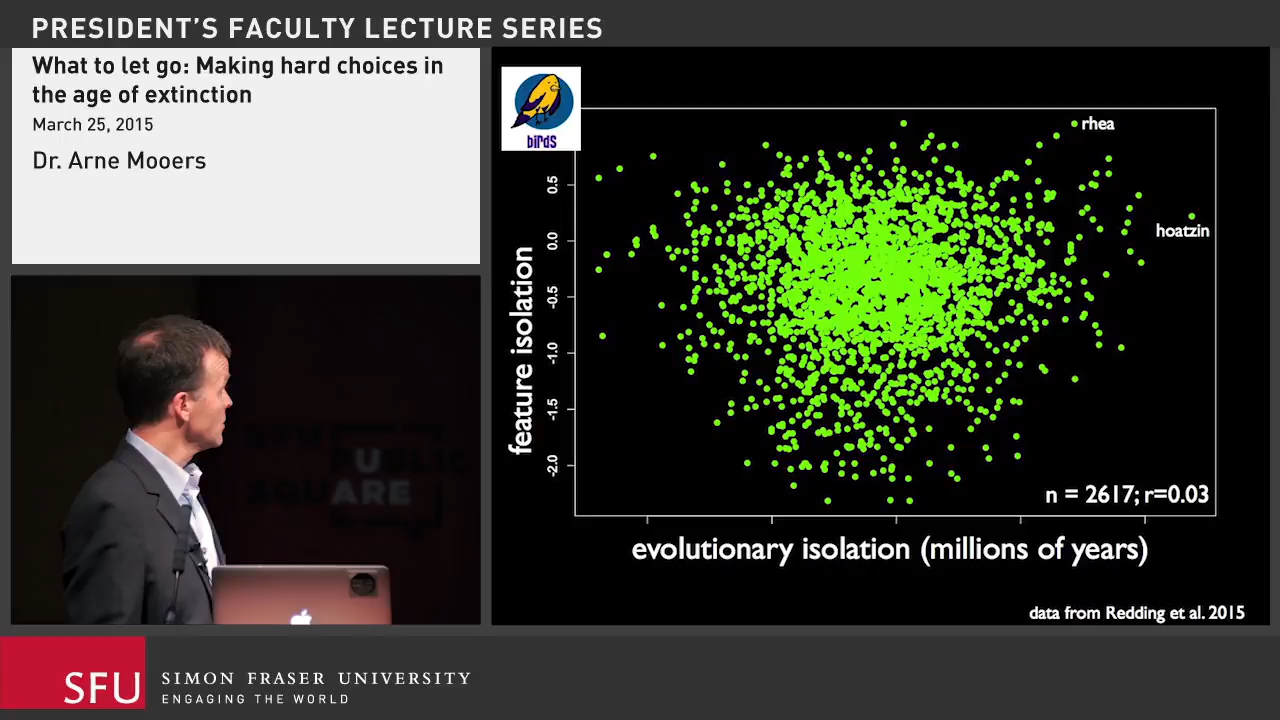 PRESIDENT'S FACULTY LECTURE SERIES
What to let go: Making hard choices in
the age of extinction
March 25, 2015
Dr. Arne Mooers
birds
rhea
hoatzin
feature isolation
0.5
0.0
-0.5
-1.0
-1.5
-2.0
n = 2617; r=0.03
evolutionary isolation (millions of years)
data from Redding et al. 2015
SFU PUBLIC
SQUARE
SFU
SIMON FRASER UNIVERSITY
ENGAGING THE WORLD